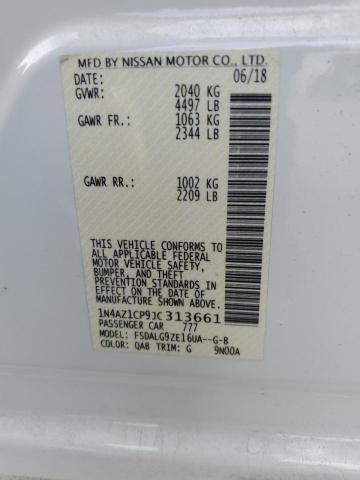 MFD BY NISSAN MOTOR CO., LTD.
DATE: 06/18
GVWR: 2040 KG
4497 LB
GAWR FR.: 1063 KG
2344 LB
GAWR RR.: 1002 KG
2209 LB
THIS VEHICLE CONFORMS TO
ALL APPLICABLE FEDERAL
MOTOR VEHICLE SAFETY,
BUMPER, AND THEFT
PREVENTION STANDARDS IN
EFFECT ON THE DATE OF
MANUFACTURE SHOWN ABOVE.
1N4AZ1CP9JC 313661
PASSENGER CAR 777
MODEL: FSDALG9ZE16UA--G-B
COLOR: QAB TRIM: G 9N00A